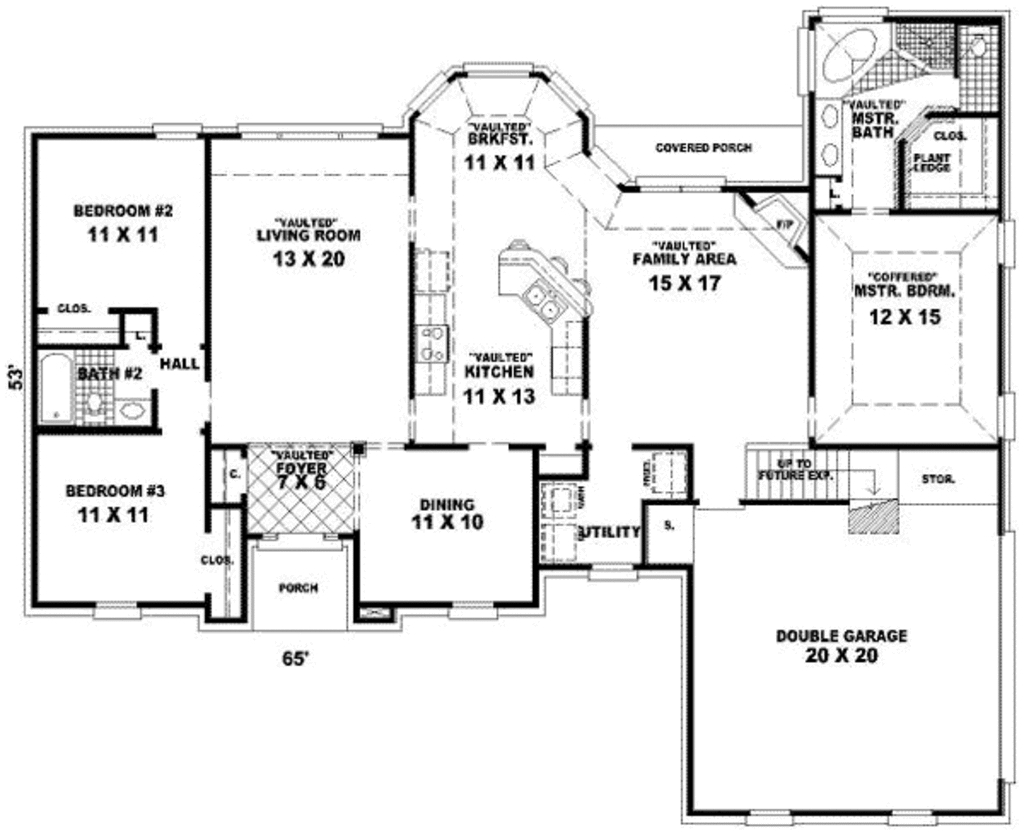 "VAULTED"
BRKFST.
11 X 11
COVERED PORCH
"VAULTED"
MSTR.
BATH
CLOS.
PLANT
LEDGE
L.
BEDROOM #2
11 X 11
"VAULTED"
LIVING ROOM
13 X 20
"VAULTED"
FAMILY AREA
15 X 17
F/P
"COFFERED"
MSTR. BDRM.
12 X 15
CLOS.
L.
HALL
BATH #2
53'
"VAULTED"
KITCHEN
11 X 13
BEDROOM #3
11 X 11
C.
"VAULTED"
FOYER
7 X 6
DINING
11 X 10
UP TO
FUTURE EXP.
STOR.
S.
UTILITY
CLOS.
PORCH
65'
DOUBLE GARAGE
20 X 20